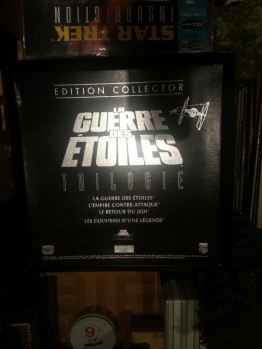 STAR TREK
INSURRECTION
EDITION COLLECTOR
LA
GUERRE
DES
ÉTOILES
TRILOGIE
LA GUERRE DES ÉTOILES
L'EMPIRE CONTRE-ATTAQUE
LE RETOUR DU JEDI
LES COULISSES D'UNE LÉGENDE
9